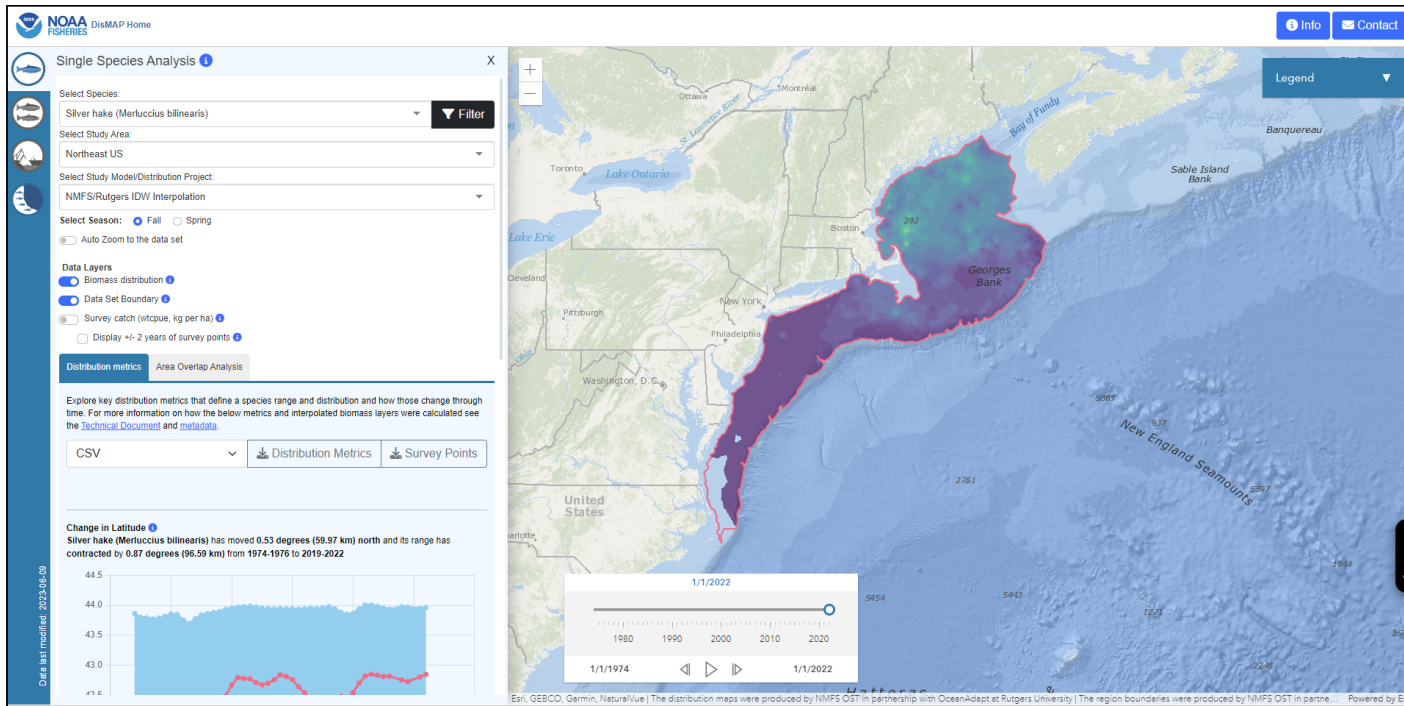 NOAA
FISHERIES
DisMAP Home
Info
Contact
Single Species Analysis
X
Select Species:
Silver hake (Merluccius bilinearis)
Filter
Select Study Area:
Northeast US
Select Study Model/Distribution Project:
NMFS/Rutgers IDW Interpolation
Select Season: Fall Spring
Auto Zoom to the data set
Data Layers
Biomass distribution
Data Set Boundary
Survey catch (wtcpue, kg per ha)
Display +/- 2 years of survey points
Distribution metrics
Area Overlap Analysis
Explore key distribution metrics that define a species range and distribution and how those change through
time. For more information on how the below metrics and interpolated biomass layers were calculated see
the Technical Document and metadata.
CSV
Distribution Metrics
Survey Points
Change in Latitude
Silver hake (Merluccius bilinearis) has moved 0.53 degrees (59.97 km) north and its range has
contracted by 0.87 degrees (96.59 km) from 1974-1976 to 2019-2022
44.5
44.0
43.5
43.0
42.5
Data last modified: 2023-06-09
+
−
Legend
Ottawa
Montréal
St. Lawrence River
Bay of Fundy
Banquereau
Sable Island
Bank
Toronto
Lake Ontario
Lake Erie
292
Boston
Georges
Bank
Cleveland
New York
Pittsburgh
Philadelphia
Ohio
Washington, D.C.
5063
937
New England Seamounts
5597
2751
United
States
arlotte
1944
5454
5443
1271
2248
Hatteras
1/1/2022
1980
1990
2000
2010
2020
1/1/1974
1/1/2022
Esri, GEBCO, Garmin, NaturalVue | The distribution maps were produced by NMFS OST in partnership with OceanAdapt at Rutgers University | The region boundaries were produced by NMFS OST in partne...
Powered by E